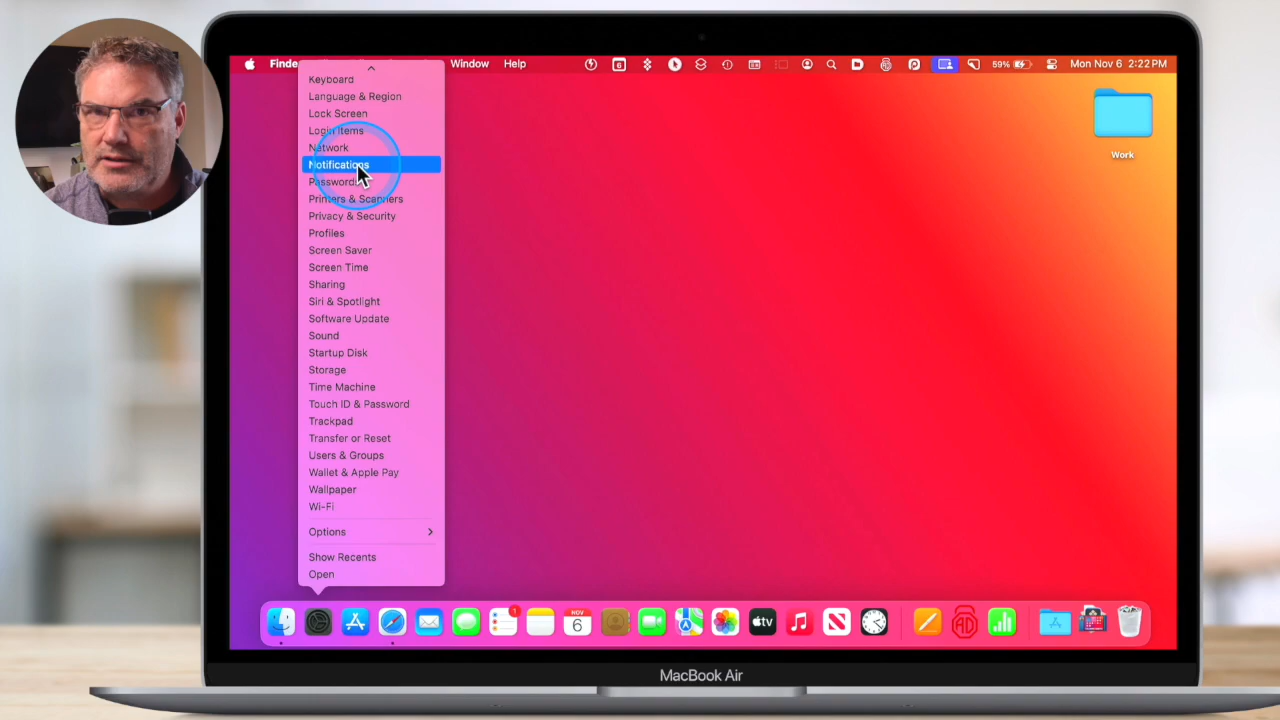 Finder
Window
Help
6
59%
Mon Nov 6 2:22 PM
Keyboard
Language & Region
Lock Screen
Login Items
Network
Notifications
Passwords
Printers & Scanners
Privacy & Security
Profiles
Screen Saver
Screen Time
Sharing
Siri & Spotlight
Software Update
Sound
Startup Disk
Storage
Time Machine
Touch ID & Password
Trackpad
Transfer or Reset
Users & Groups
Wallet & Apple Pay
Wallpaper
Wi-Fi
Options
Show Recents
Open
Work
1
NOV
6
tv
AD
MacBook Air